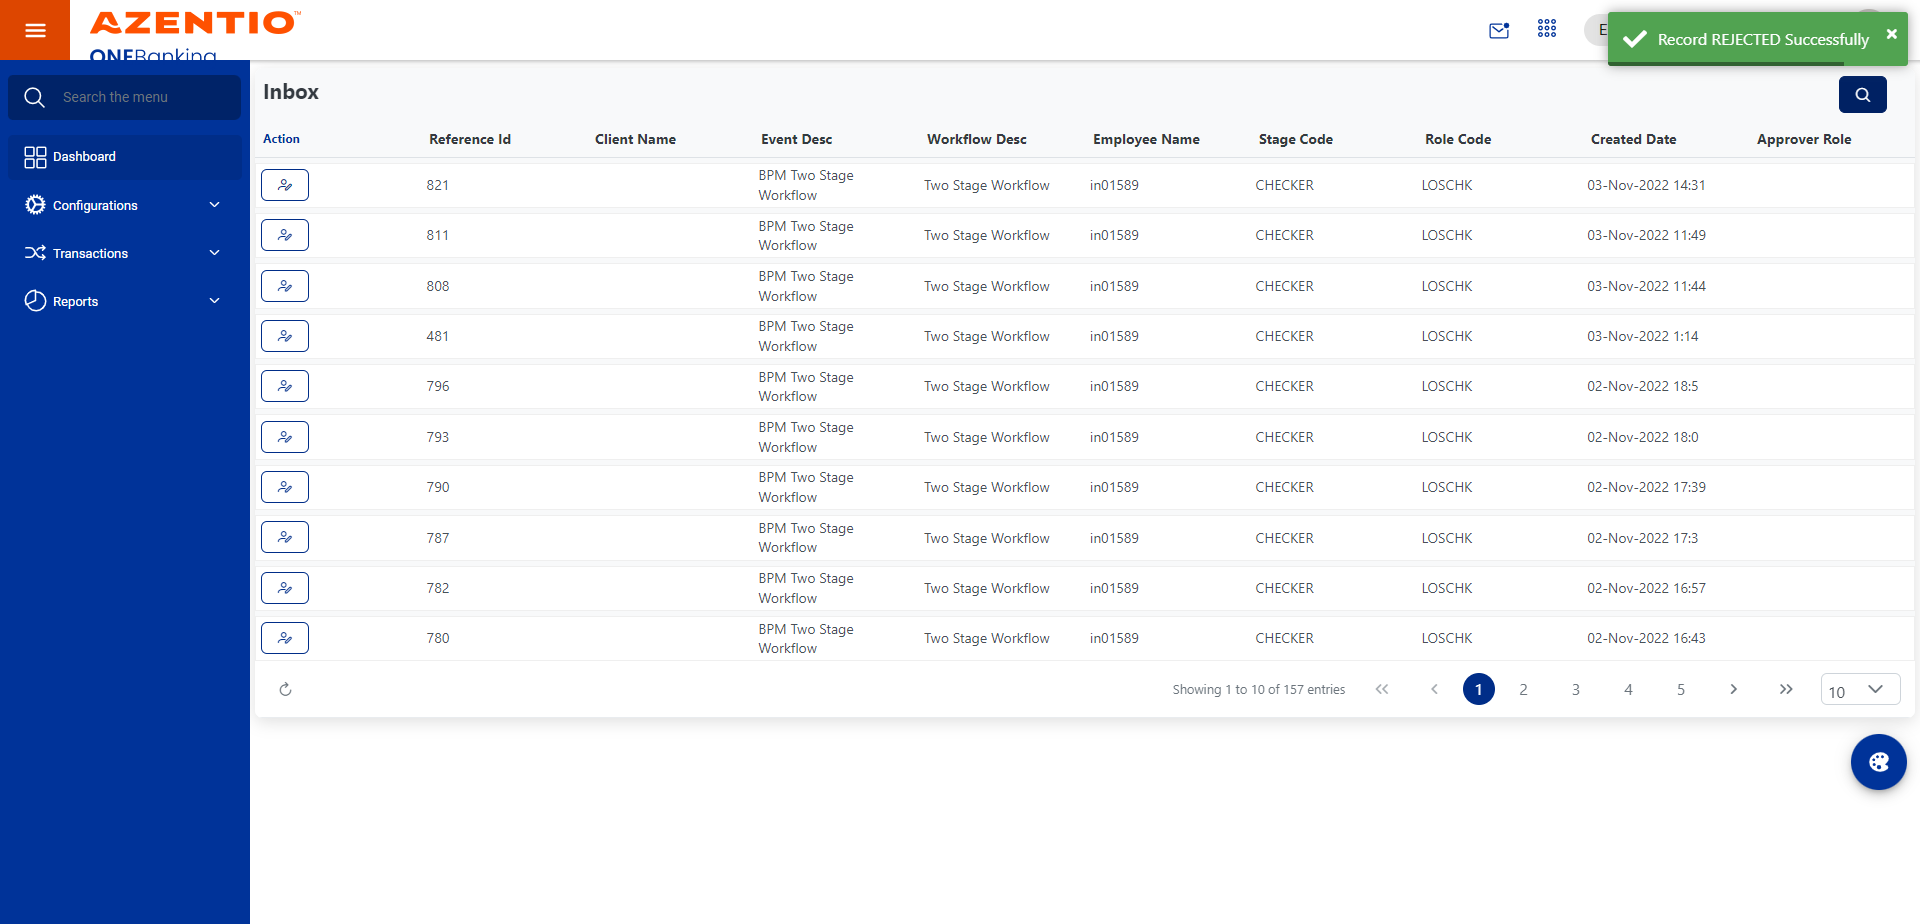 AZENTIO™
ONEBanking
E
Record REJECTED Successfully
Search the menu
Dashboard
Configurations
Transactions
Reports
Inbox
Action Reference Id Client Name Event Desc Workflow Desc Employee Name Stage Code Role Code Created Date Approver Role
821 BPM Two Stage Workflow Two Stage Workflow in01589 CHECKER LOSCHK 03-Nov-2022 14:31
811 BPM Two Stage Workflow Two Stage Workflow in01589 CHECKER LOSCHK 03-Nov-2022 11:49
808 BPM Two Stage Workflow Two Stage Workflow in01589 CHECKER LOSCHK 03-Nov-2022 11:44
481 BPM Two Stage Workflow Two Stage Workflow in01589 CHECKER LOSCHK 03-Nov-2022 1:14
796 BPM Two Stage Workflow Two Stage Workflow in01589 CHECKER LOSCHK 02-Nov-2022 18:5
793 BPM Two Stage Workflow Two Stage Workflow in01589 CHECKER LOSCHK 02-Nov-2022 18:0
790 BPM Two Stage Workflow Two Stage Workflow in01589 CHECKER LOSCHK 02-Nov-2022 17:39
787 BPM Two Stage Workflow Two Stage Workflow in01589 CHECKER LOSCHK 02-Nov-2022 17:3
782 BPM Two Stage Workflow Two Stage Workflow in01589 CHECKER LOSCHK 02-Nov-2022 16:57
780 BPM Two Stage Workflow Two Stage Workflow in01589 CHECKER LOSCHK 02-Nov-2022 16:43
Showing 1 to 10 of 157 entries << < 1 2 3 4 5 > >> 10